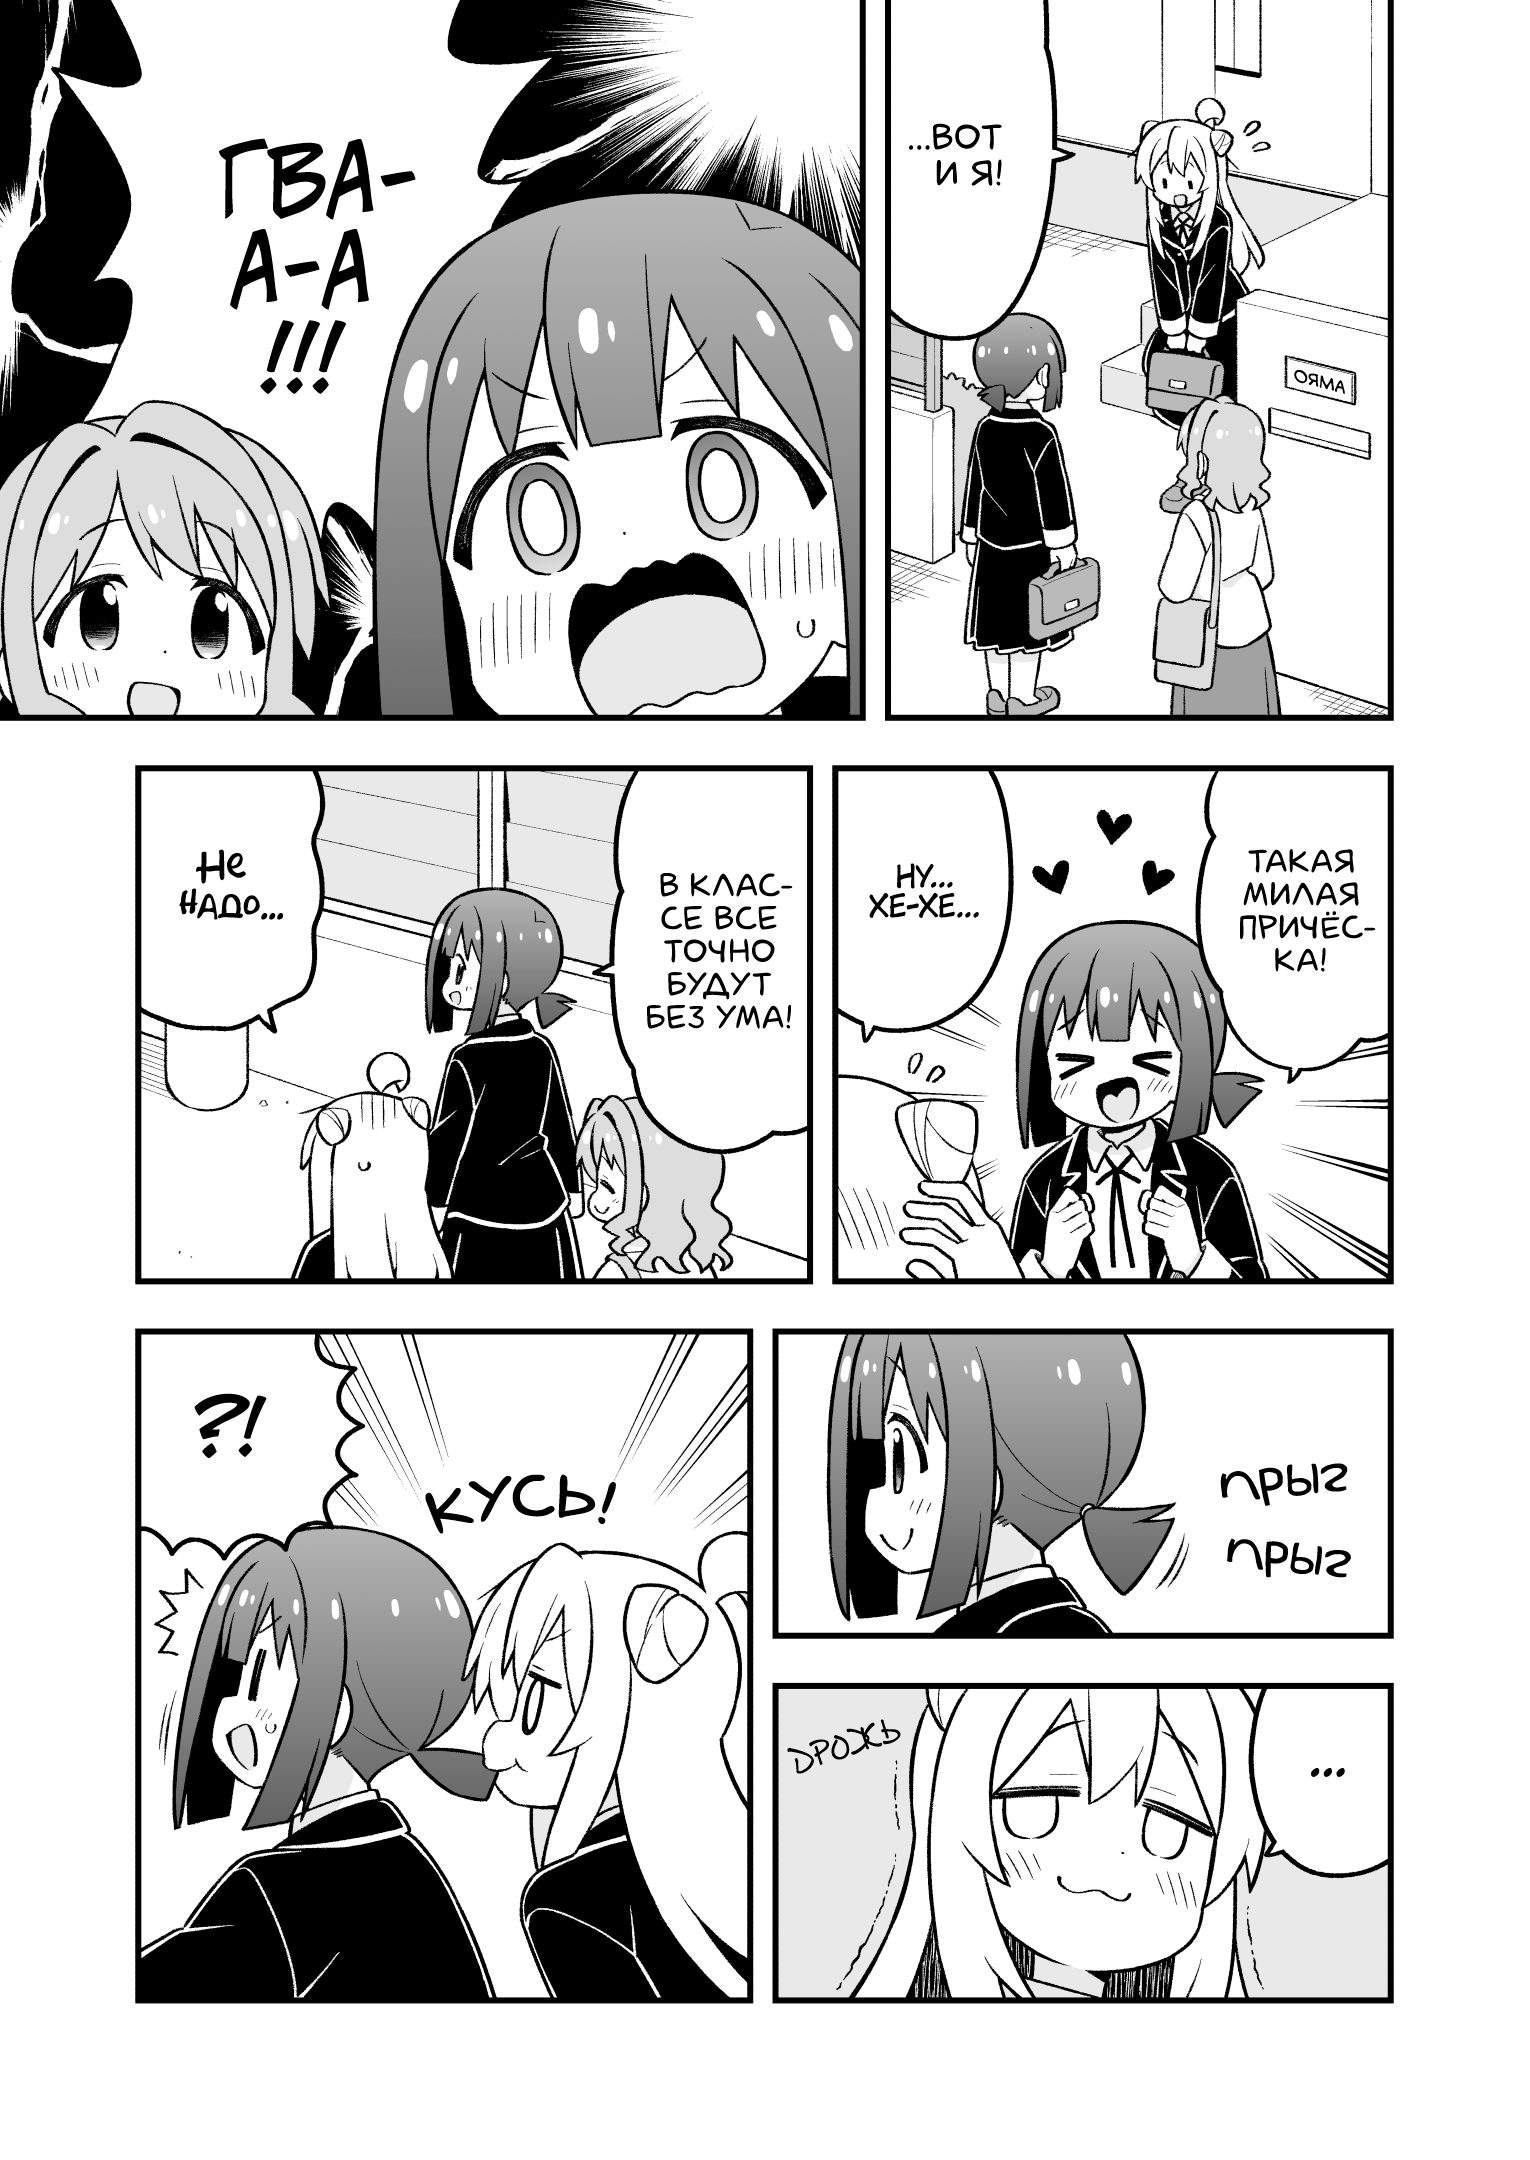 ...ВОТ
И Я!
ОЯМА
ГВА-
А-А
!!!
ТАКАЯ
МИЛАЯ
ПРИЧЁС-
КА!
НУ...
ХЕ-ХЕ...
В КЛАС-
СЕ ВСЕ
ТОЧНО
БУДУТ
БЕЗ УМА!
Не
НАДО...
ПРЫГ
ПРЫГ
...
ДРОЖЬ
КУСЬ!
?!